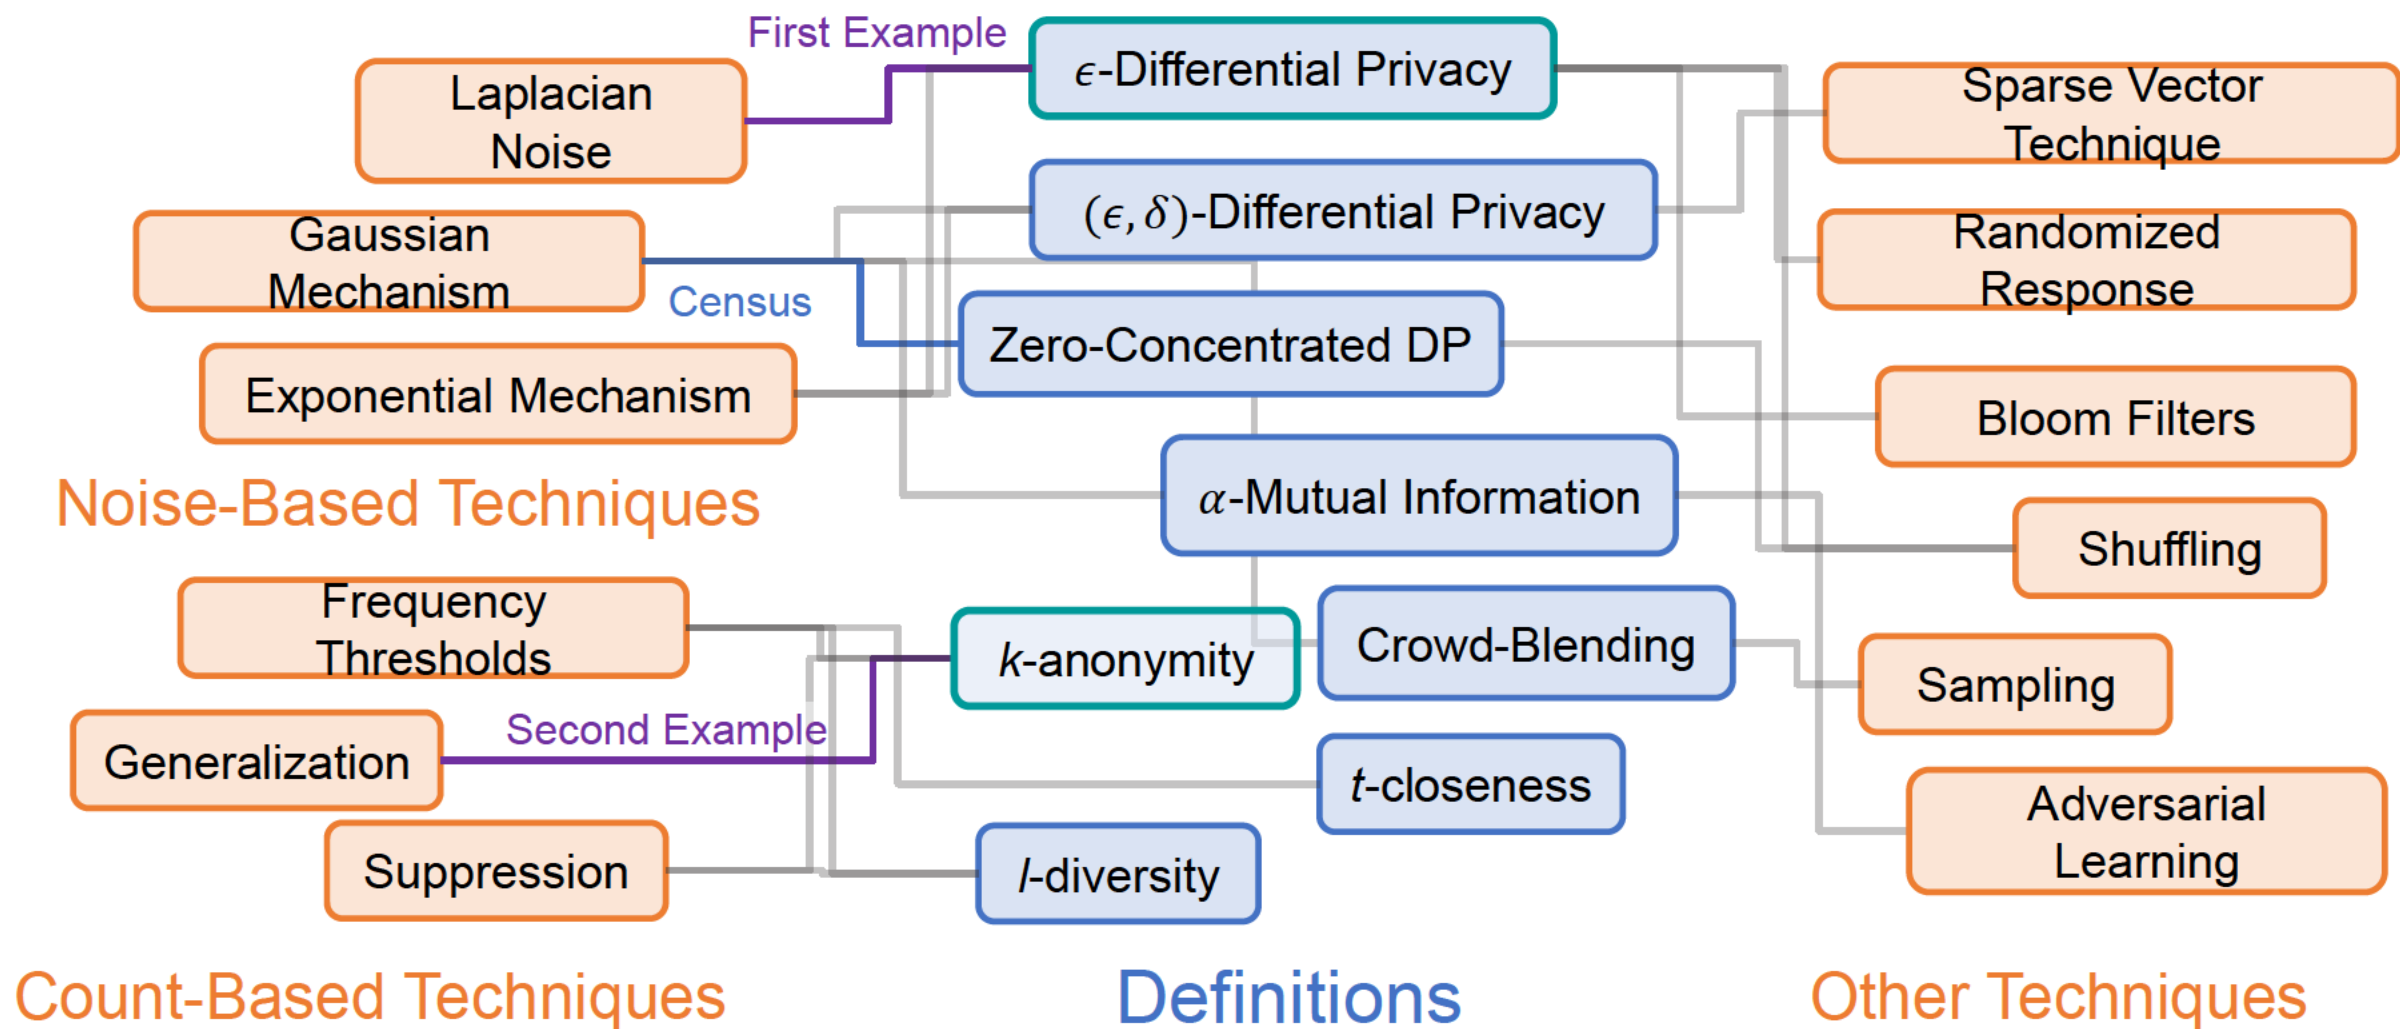 First Example
Laplacian
Noise
Gaussian
Mechanism
Census
Exponential Mechanism
Noise-Based Techniques
Frequency
Thresholds
Generalization
Second Example
Suppression
Count-Based Techniques
ϵ-Differential Privacy
(ϵ, δ)-Differential Privacy
Zero-Concentrated DP
α-Mutual Information
k-anonymity
Crowd-Blending
t-closeness
l-diversity
Definitions
Sparse Vector
Technique
Randomized
Response
Bloom Filters
Shuffling
Sampling
Adversarial
Learning
Other Techniques